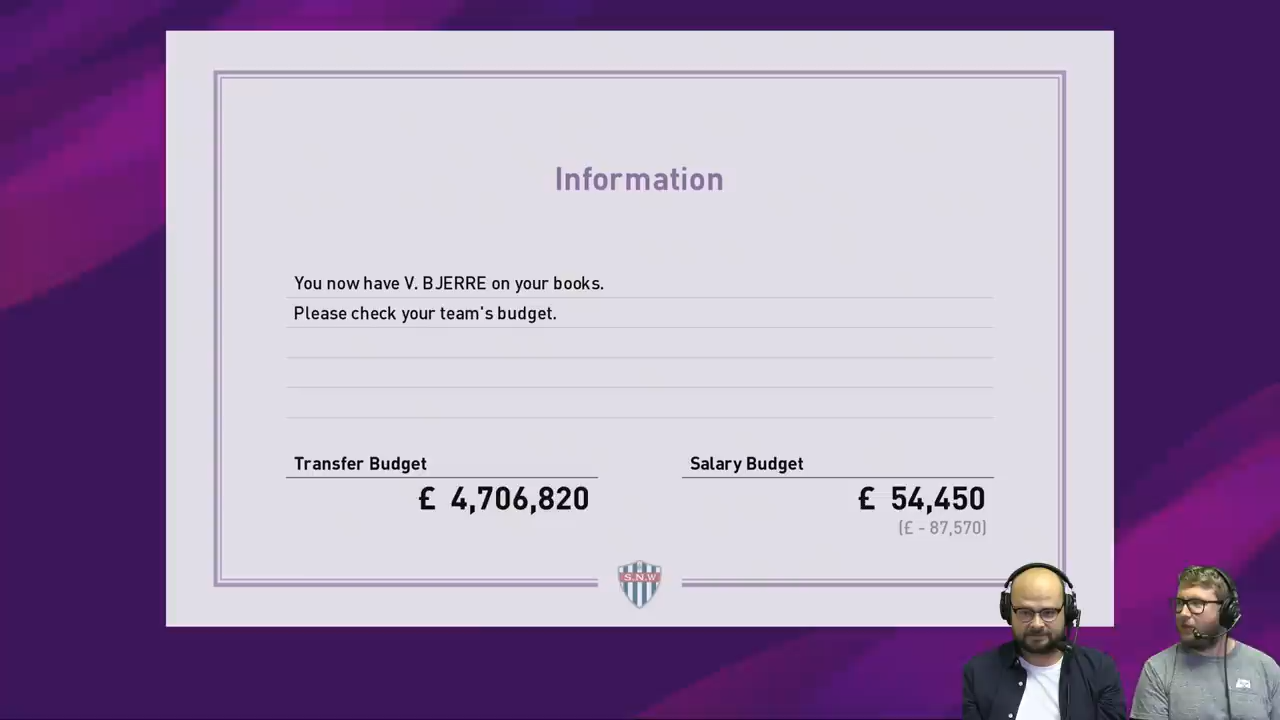 Information
You now have V. BJERRE on your books.
Please check your team's budget.
Transfer Budget
£ 4,706,820
Salary Budget
£ 54,450
(£ - 87,570)
S.N.W